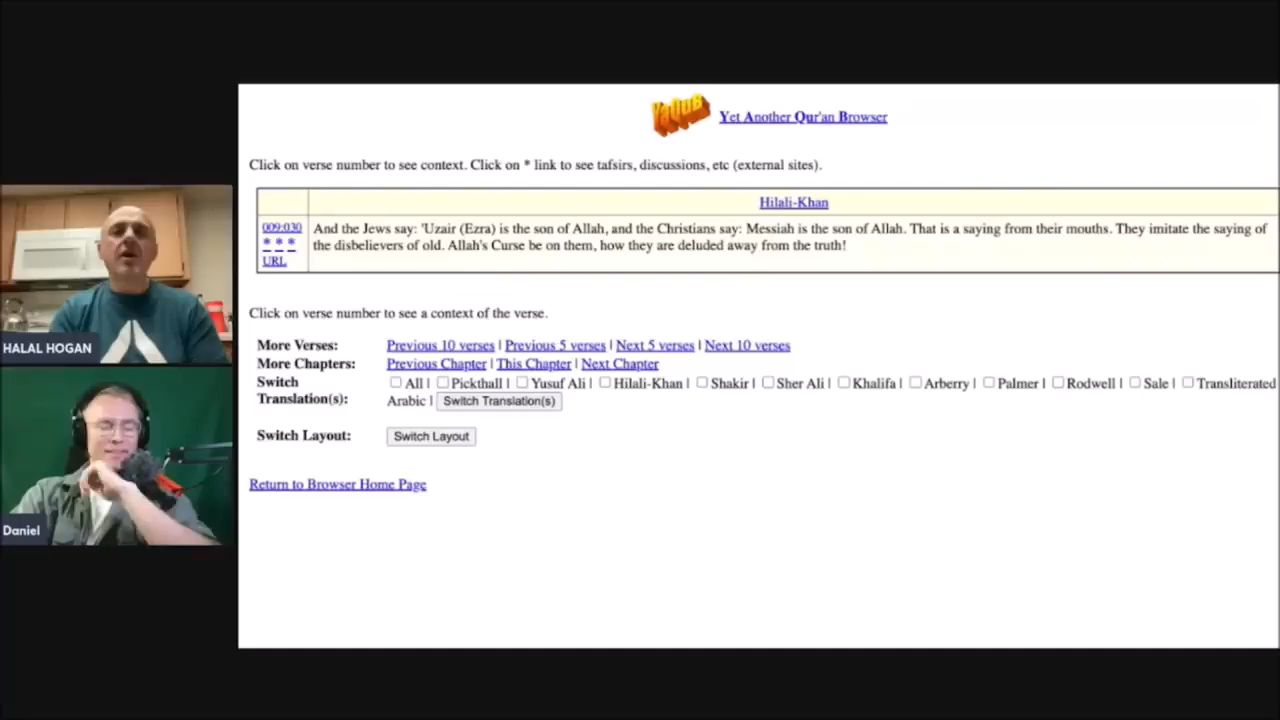 YaQuB
Yet Another Qur'an Browser
Click on verse number to see context. Click on * link to see tafsirs, discussions, etc (external sites).
Hilali-Khan
009:030
* * *
URL
And the Jews say: 'Uzair (Ezra) is the son of Allah, and the Christians say: Messiah is the son of Allah. That is a saying from their mouths. They imitate the saying of
the disbelievers of old. Allah's Curse be on them, how they are deluded away from the truth!
Click on verse number to see a context of the verse.
More Verses: Previous 10 verses | Previous 5 verses | Next 5 verses | Next 10 verses
More Chapters: Previous Chapter | This Chapter | Next Chapter
Switch All | Pickthall | Yusuf Ali | Hilali-Khan | Shakir | Sher Ali | Khalifa | Arberry | Palmer | Rodwell | Sale | Transliterated
Translation(s): Arabic | Switch Translation(s)
Switch Layout: Switch Layout
Return to Browser Home Page
HALAL HOGAN
Daniel